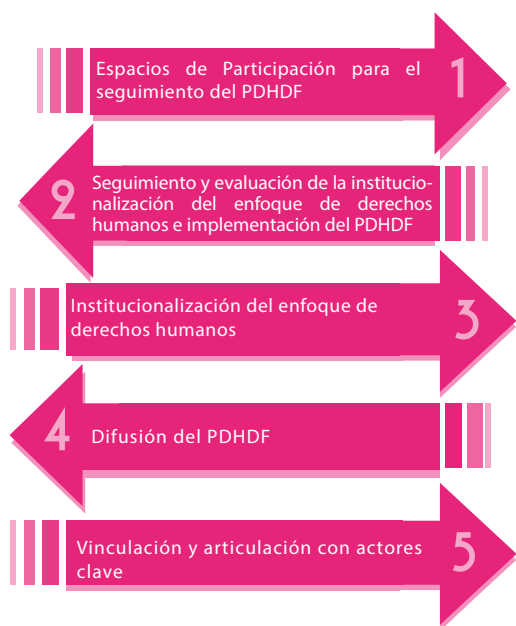 Espacios de Participación para el
seguimiento del PDHDF
1
2
Seguimiento y evaluación de la institucio-
nalización del enfoque de derechos
humanos e implementación del PDHDF
Institucionalización del enfoque de
derechos humanos
3
4
Difusión del PDHDF
Vinculación y articulación con actores
clave
5